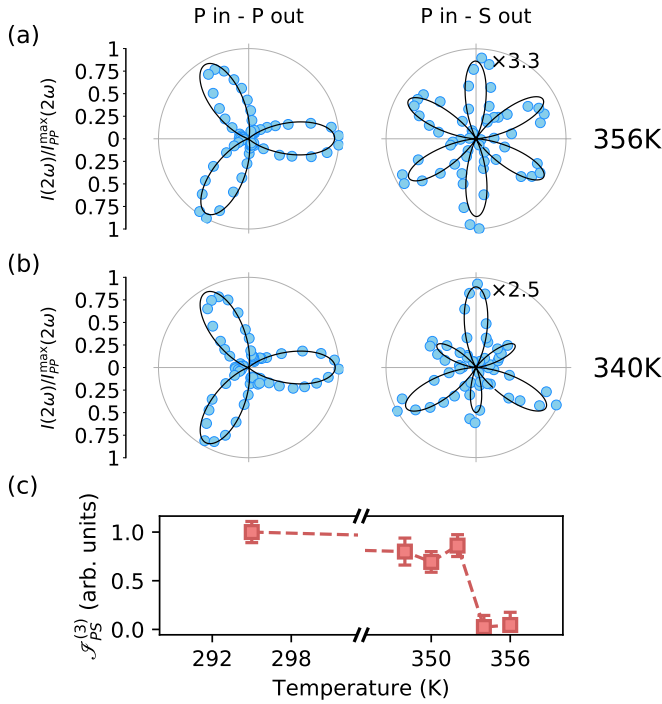 P in - P out
P in - S out
(a)
I(2ω)/I_PP^max(2ω)
1
0.75
0.5
0.25
0
0.25
0.5
0.75
1
×3.3
356K
(b)
I(2ω)/I_PP^max(2ω)
1
0.75
0.5
0.25
0
0.25
0.5
0.75
1
×2.5
340K
(c)
ℐ_PS^(3) (arb. units)
1.0
0.5
0.0
292
298
350
356
Temperature (K)